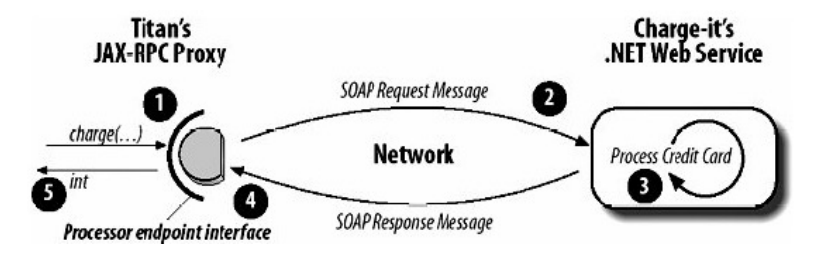 Titan's
JAX-RPC Proxy
Charge-it's
.NET Web Service
1
SOAP Request Message
2
charge(...)
Network
Process Credit Card
3
5
int
4
Processor endpoint interface
SOAP Response Message